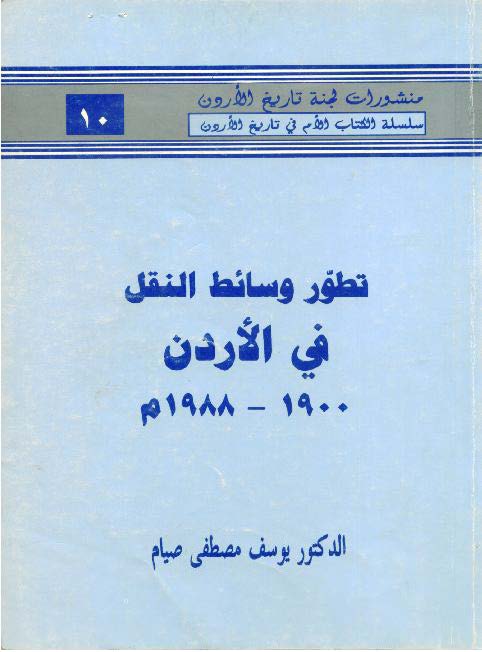 منشورات لجنة تاريخ الأردن
سلسلة الكتاب الأم في تاريخ الأردن
١٠
تطوّر وسائط النقل
في الأردن
١٩٠٠ - ١٩٨٨م
الدكتور يوسف مصطفى صيام